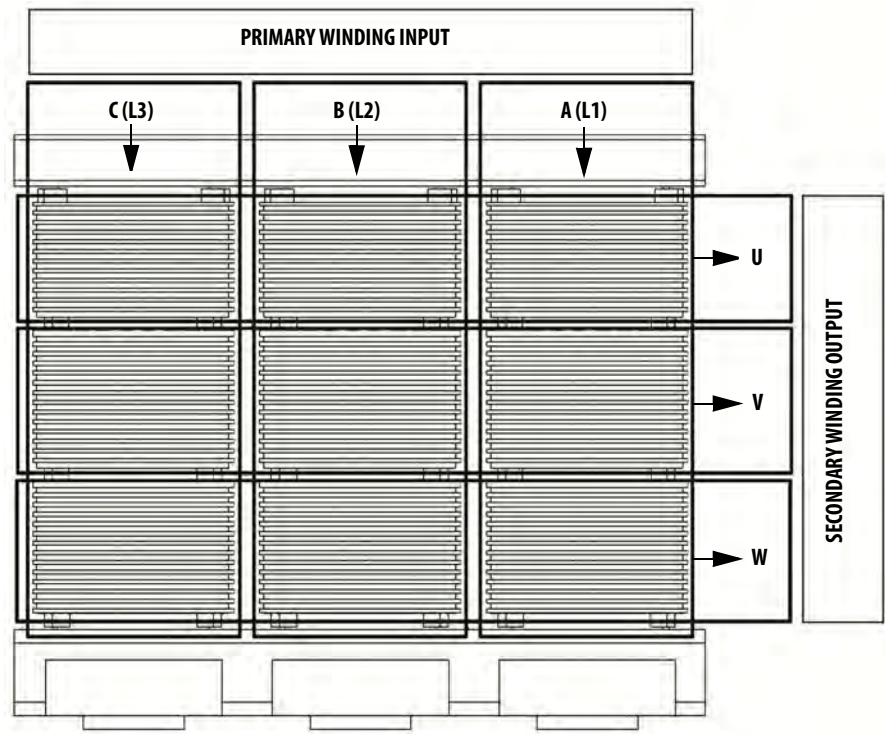 PRIMARY WINDING INPUT
C (L3)
B (L2)
A (L1)
U
V
W
SECONDARY WINDING OUTPUT